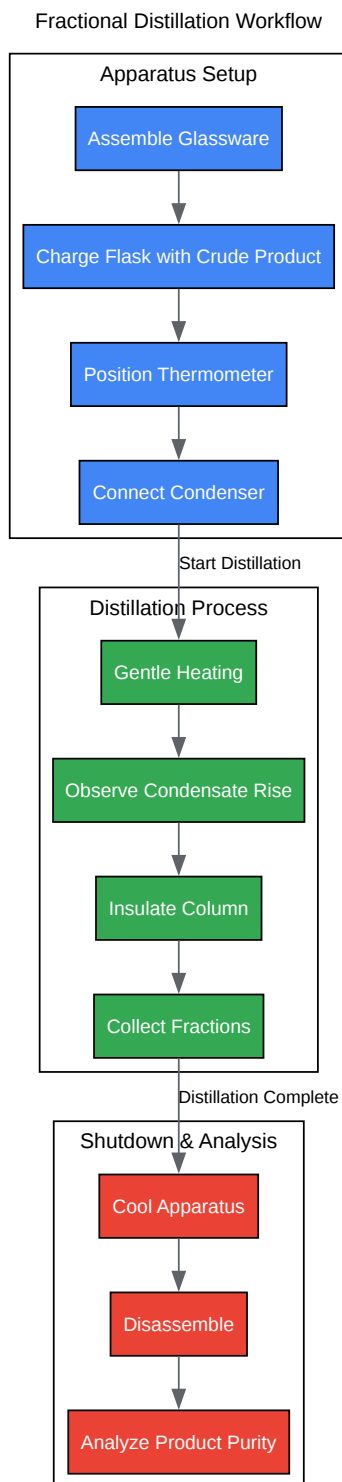 Fractional Distillation Workflow
Apparatus Setup
Assemble Glassware
Charge Flask with Crude Product
Position Thermometer
Connect Condenser
Start Distillation
Distillation Process
Gentle Heating
Observe Condensate Rise
Insulate Column
Collect Fractions
Distillation Complete
Shutdown & Analysis
Cool Apparatus
Disassemble
Analyze Product Purity